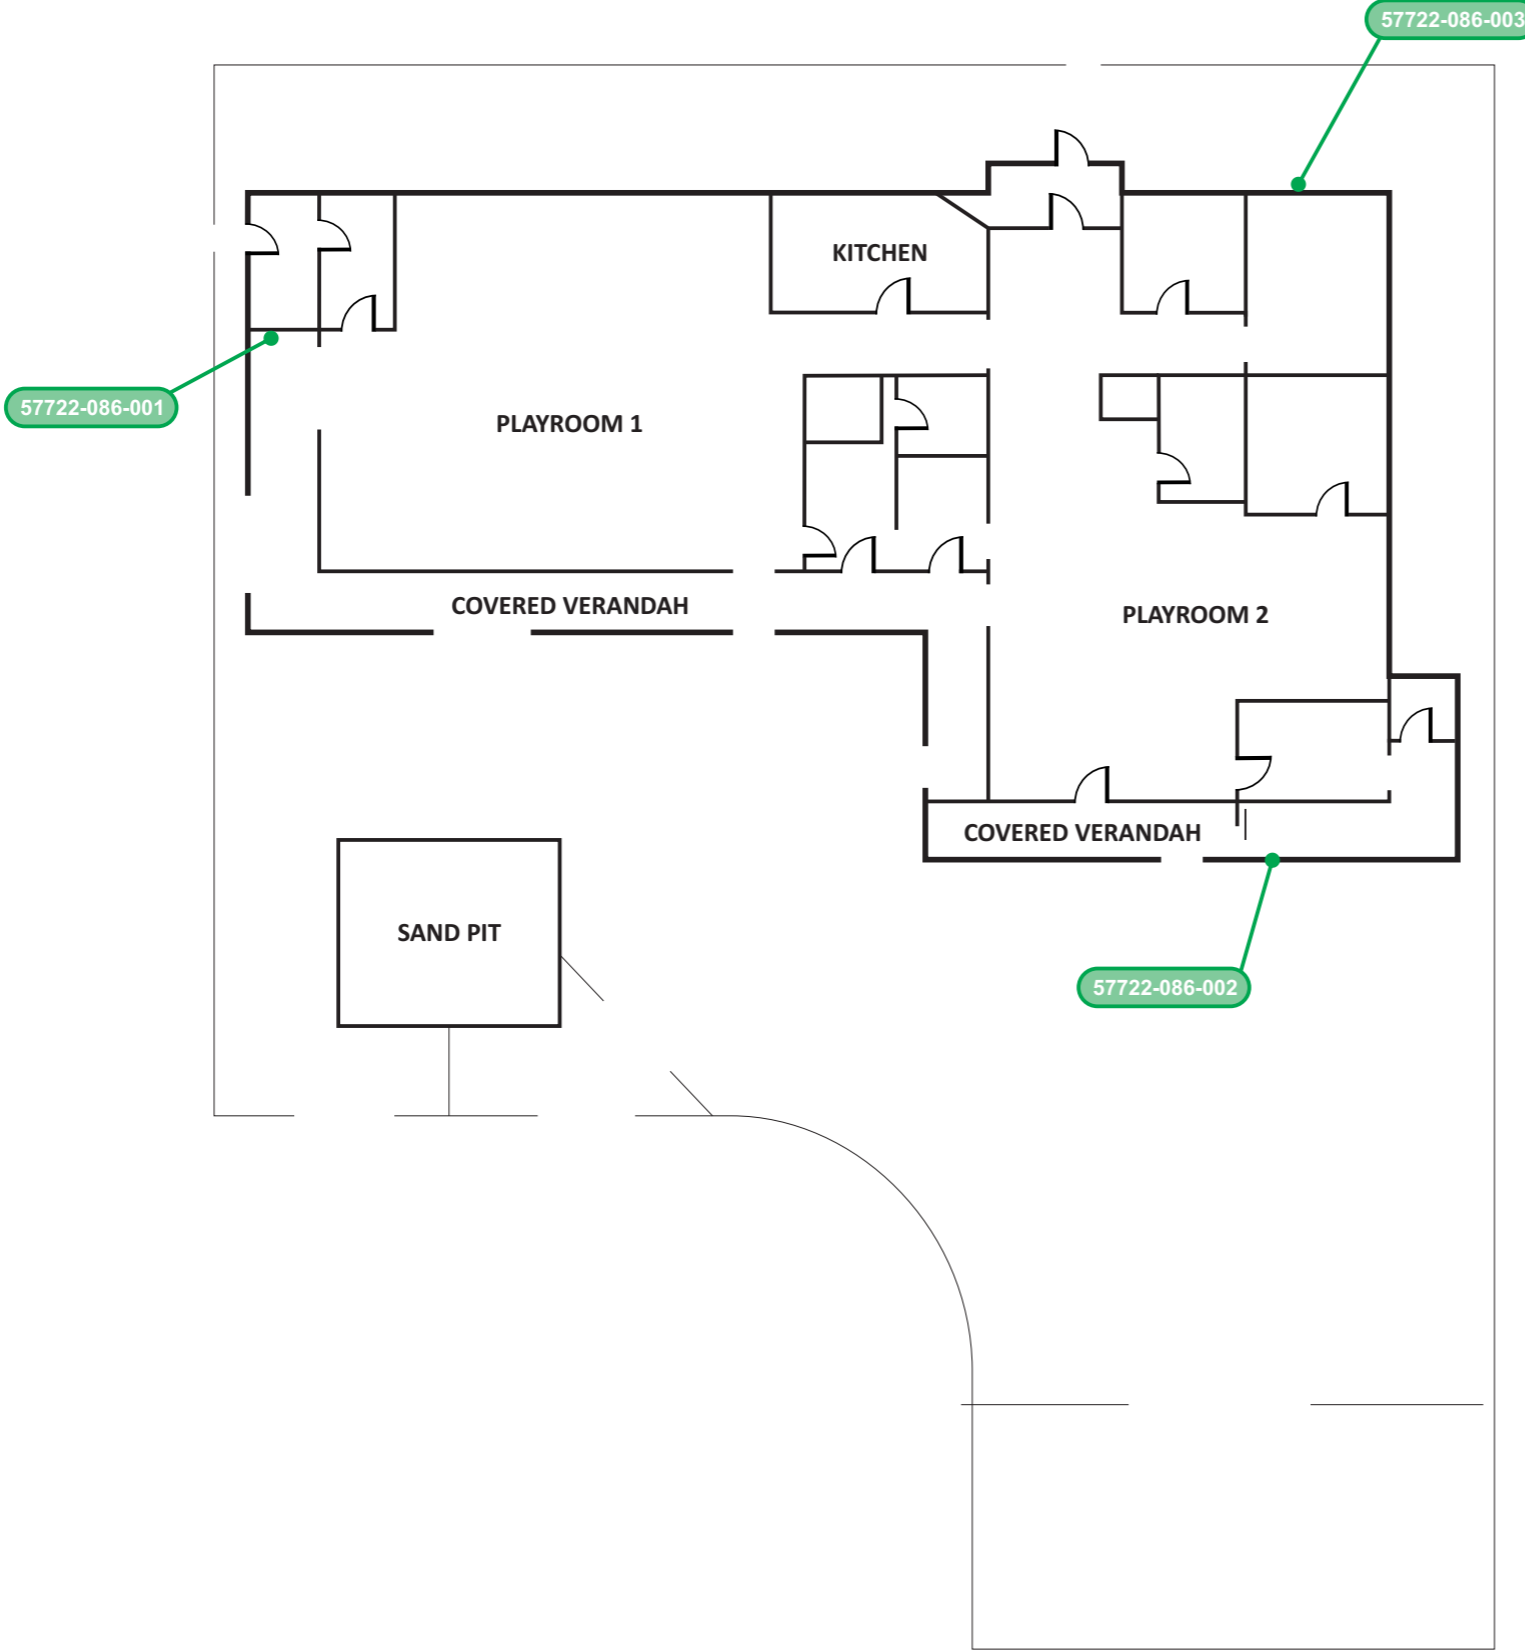 57722-086-003
KITCHEN
57722-086-001
PLAYROOM 1
COVERED VERANDAH
PLAYROOM 2
COVERED VERANDAH
SAND PIT
57722-086-002